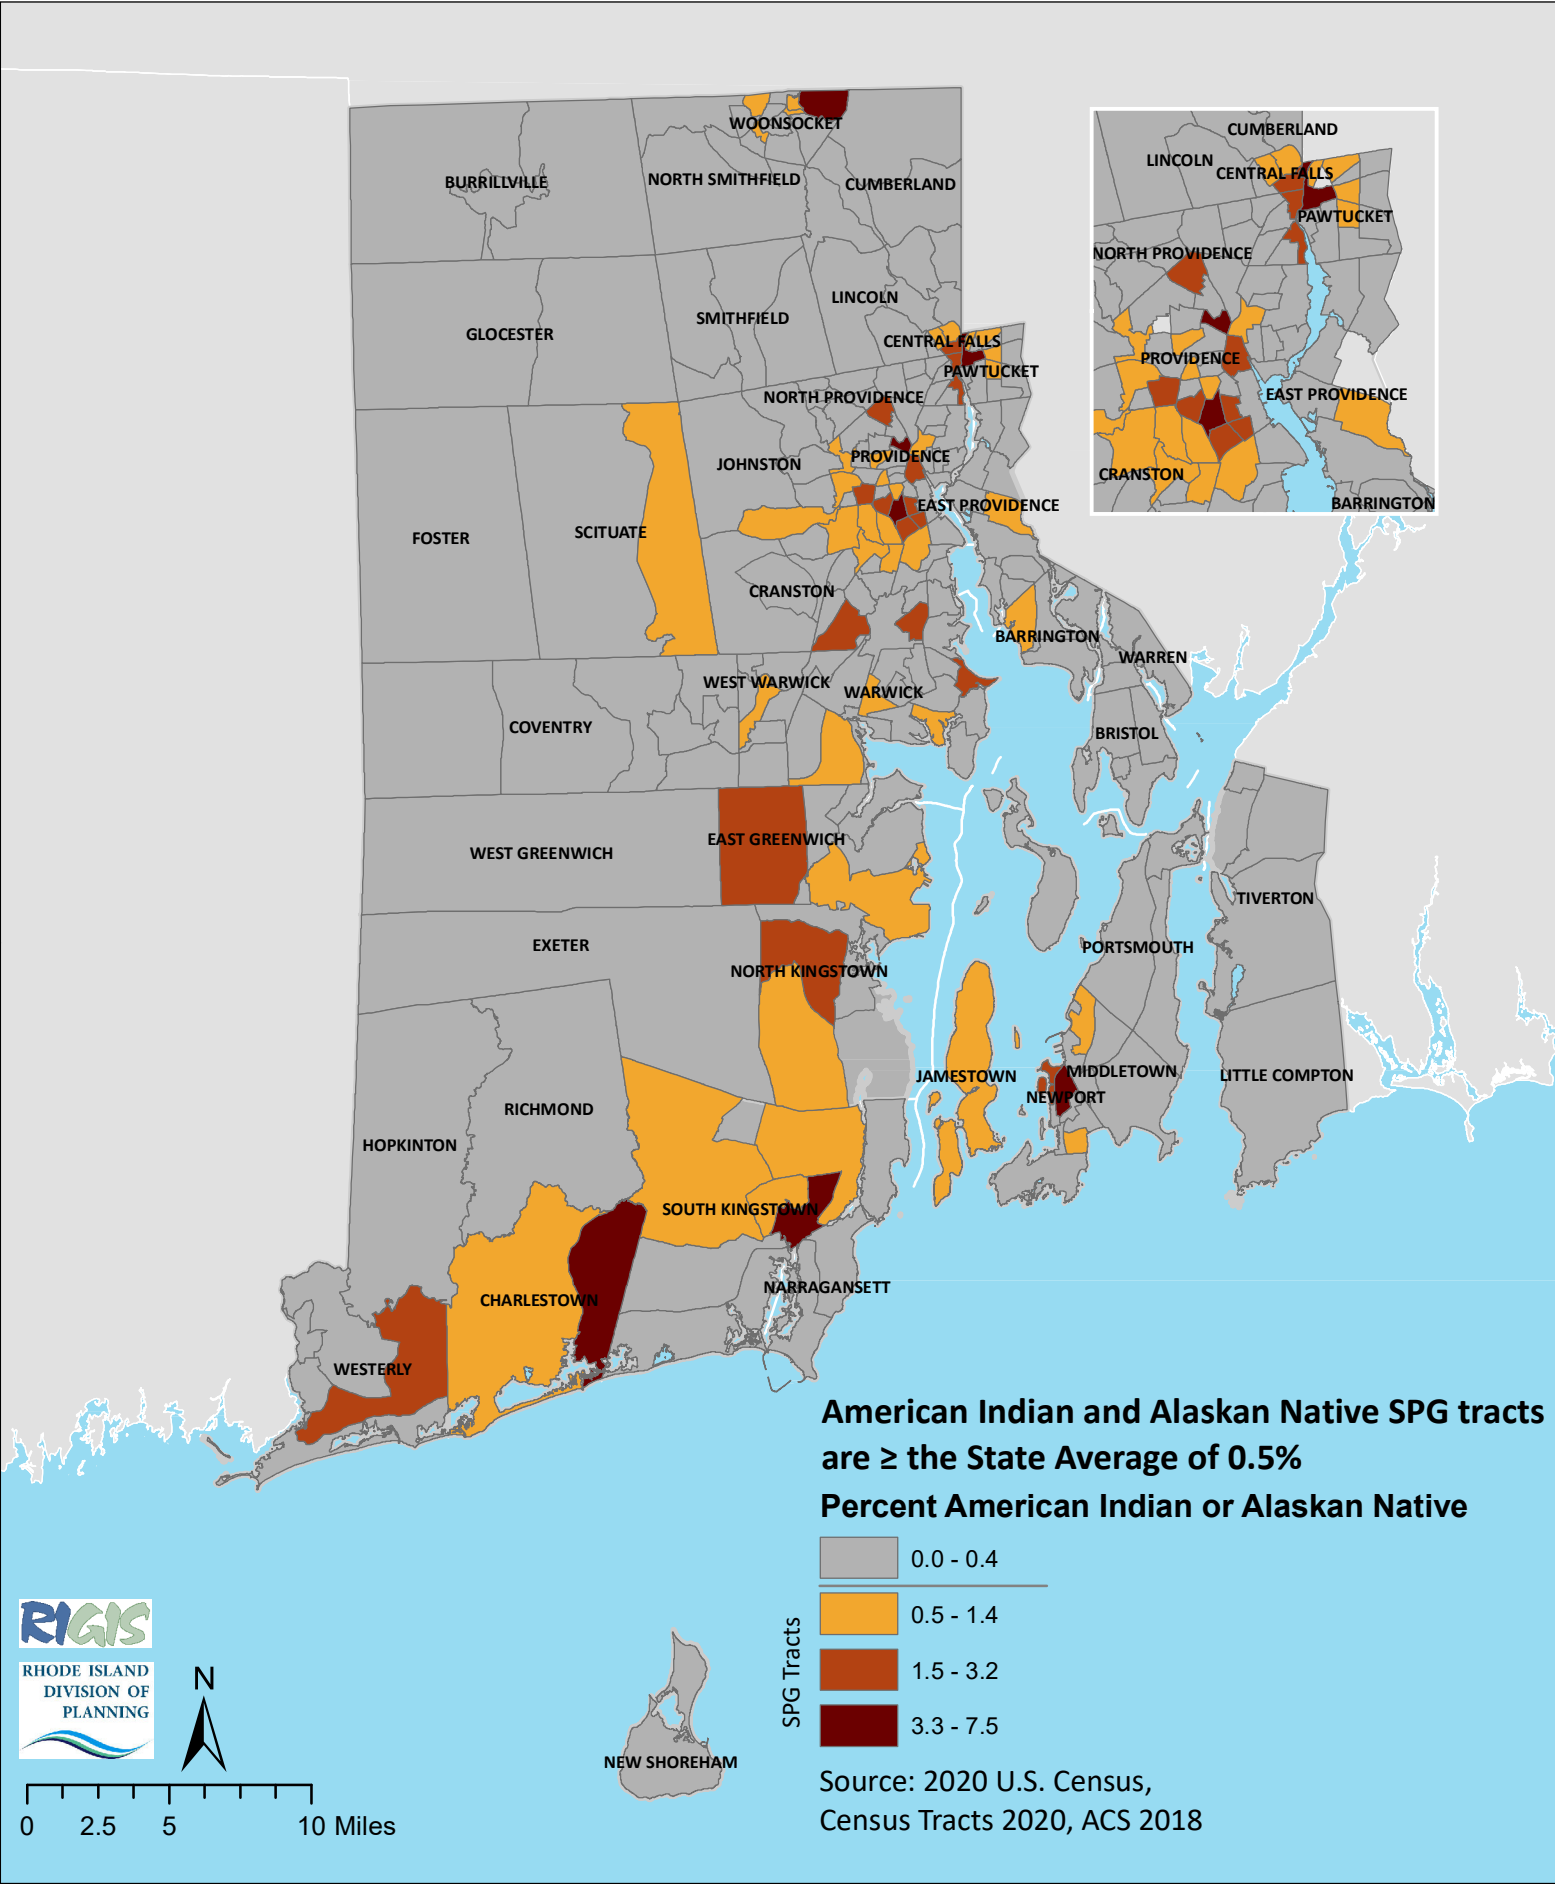 WOONSOCKET
BURRILLVILLE
NORTH SMITHFIELD
CUMBERLAND
GLOCESTER
SMITHFIELD
LINCOLN
CENTRAL FALLS
PAWTUCKET
NORTH PROVIDENCE
JOHNSTON
PROVIDENCE
EAST PROVIDENCE
FOSTER
SCITUATE
CRANSTON
BARRINGTON
WARREN
WEST WARWICK
WARWICK
COVENTRY
BRISTOL
EAST GREENWICH
WEST GREENWICH
TIVERTON
EXETER
PORTSMOUTH
NORTH KINGSTOWN
JAMESTOWN
MIDDLETOWN
LITTLE COMPTON
NEWPORT
RICHMOND
HOPKINTON
SOUTH KINGSTOWN
NARRAGANSETT
CHARLESTOWN
WESTERLY
NEW SHOREHAM
CUMBERLAND
LINCOLN
CENTRAL FALLS
PAWTUCKET
NORTH PROVIDENCE
PROVIDENCE
EAST PROVIDENCE
CRANSTON
BARRINGTON
American Indian and Alaskan Native SPG tracts
are ≥ the State Average of 0.5%
Percent American Indian or Alaskan Native
0.0 - 0.4
SPG Tracts
0.5 - 1.4
1.5 - 3.2
3.3 - 7.5
Source: 2020 U.S. Census,
Census Tracts 2020, ACS 2018
RIGIS
RHODE ISLAND
DIVISION OF
PLANNING
N
0 2.5 5 10 Miles